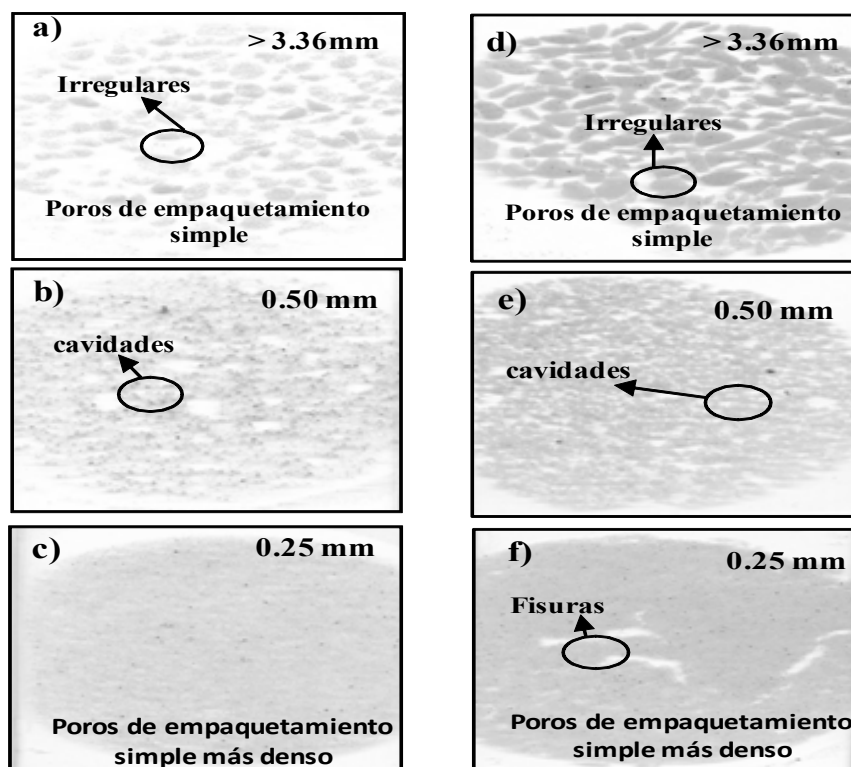 a)
> 3.36mm
Irregulares
Poros de empaquetamiento
simple
b)
0.50 mm
cavidades
c)
0.25 mm
Poros de empaquetamiento
simple más denso
d)
> 3.36mm
Irregulares
Poros de empaquetamiento
simple
e)
0.50 mm
cavidades
f)
0.25 mm
Fisuras
Poros de empaquetamiento
simple más denso